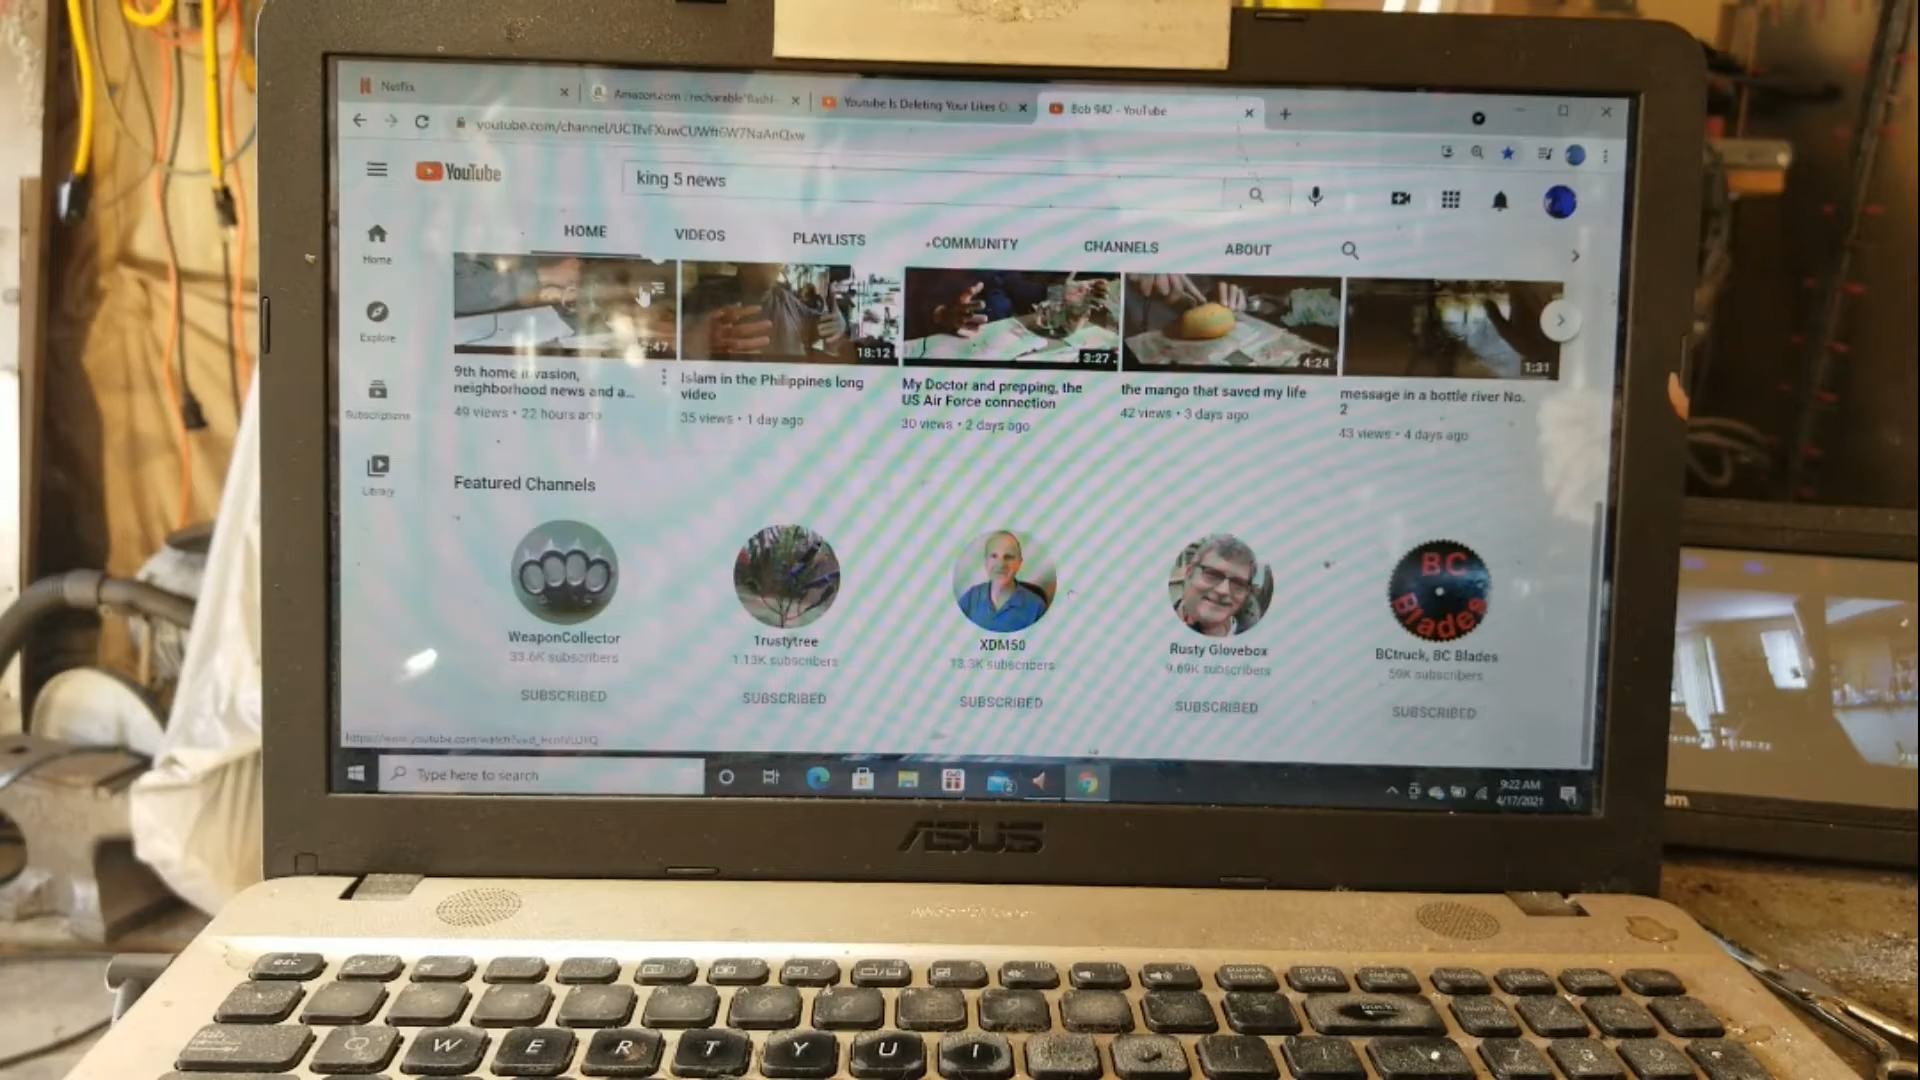 Netflix
Amazon.com : recharable flashl-
Youtube Is Deleting Your Likes O
Bob 942 - YouTube
YouTube
king 5 news
HOME
VIDEOS
PLAYLISTS
COMMUNITY
CHANNELS
ABOUT
Home
Explore
Subscriptions
Library
:47
18:12
3:27
4:24
1:31
9th home invasion,
neighborhood news and a...
49 views • 22 hours ago
Islam in the Philippines long
video
35 views • 1 day ago
My Doctor and prepping, the
US Air Force connection
30 views • 2 days ago
the mango that saved my life
42 views • 3 days ago
message in a bottle river No.
2
43 views • 4 days ago
Featured Channels
WeaponCollector
33.6K subscribers
SUBSCRIBED
Trustytree
1.13K subscribers
SUBSCRIBED
XDM50
13.3K subscribers
SUBSCRIBED
Rusty Glovebox
9.69K subscribers
SUBSCRIBED
BC
Blades
BCtruck, BC Blades
59K subscribers
SUBSCRIBED
Type here to search
9:22 AM
4/17/2021
ASUS
esc
Q W E R T Y U I